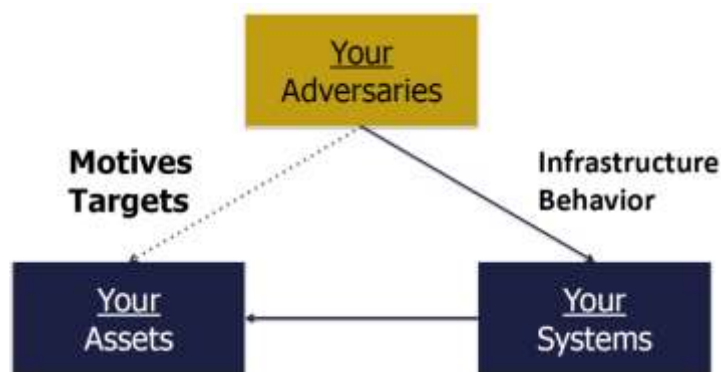 Your
Adversaries
Motives
Targets
Infrastructure
Behavior
Your
Assets
Your
Systems